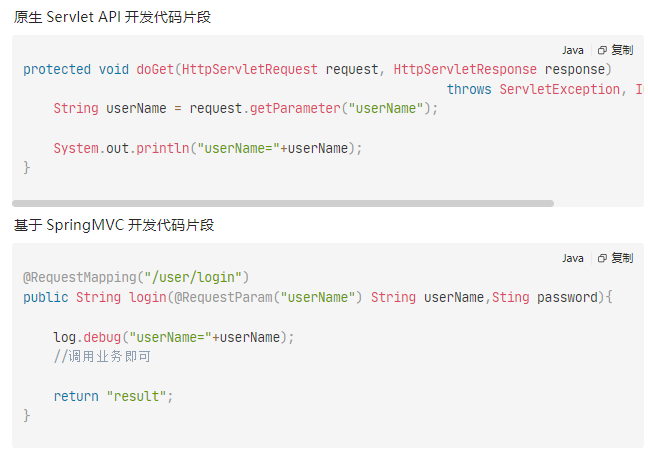 原生 Servlet API 开发代码片段
Java 复制
protected void doGet(HttpServletRequest request, HttpServletResponse response)
throws ServletException, I
String userName = request.getParameter("userName");
System.out.println("userName="+userName);
}
基于 SpringMVC 开发代码片段
Java 复制
@RequestMapping("/user/login")
public String login(@RequestParam("userName") String userName,Sting password){
log.debug("userName="+userName);
//调用业务即可
return "result";
}